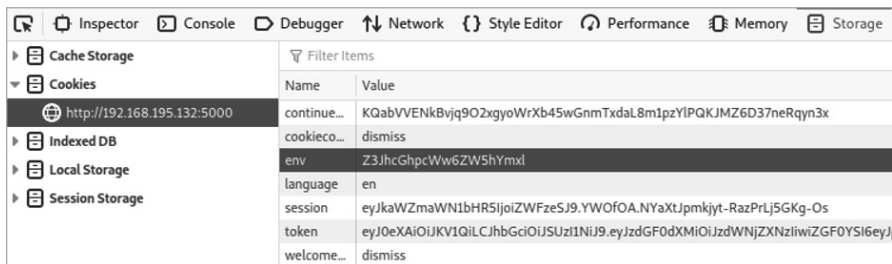 Inspector Console Debugger Network Style Editor Performance Memory Storage
Cache Storage
Filter Items
Cookies
Name Value
http://192.168.195.132:5000
continue... KQabVVENkBvjq9O2xgyoWrXb45wGnmTxdaL8m1pzYlPQKJMZ6D37neRqyn3x
cookieco... dismiss
Indexed DB
env Z3JhcGhpcWw6ZW5hYmxl
Local Storage
language en
Session Storage
session eyJkaWZmaWN1bHR5IjoiZWFzeSJ9.YWOfOA.NYaXtJpmkjyt-RazPrLj5GKg-Os
token eyJ0eXAiOiJKV1QiLCJhbGciOiJSUzI1NiJ9.eyJzdGF0dXMiOiJzdWNjZXNzIiwiZGF0YSI6eyJp
welcome... dismiss